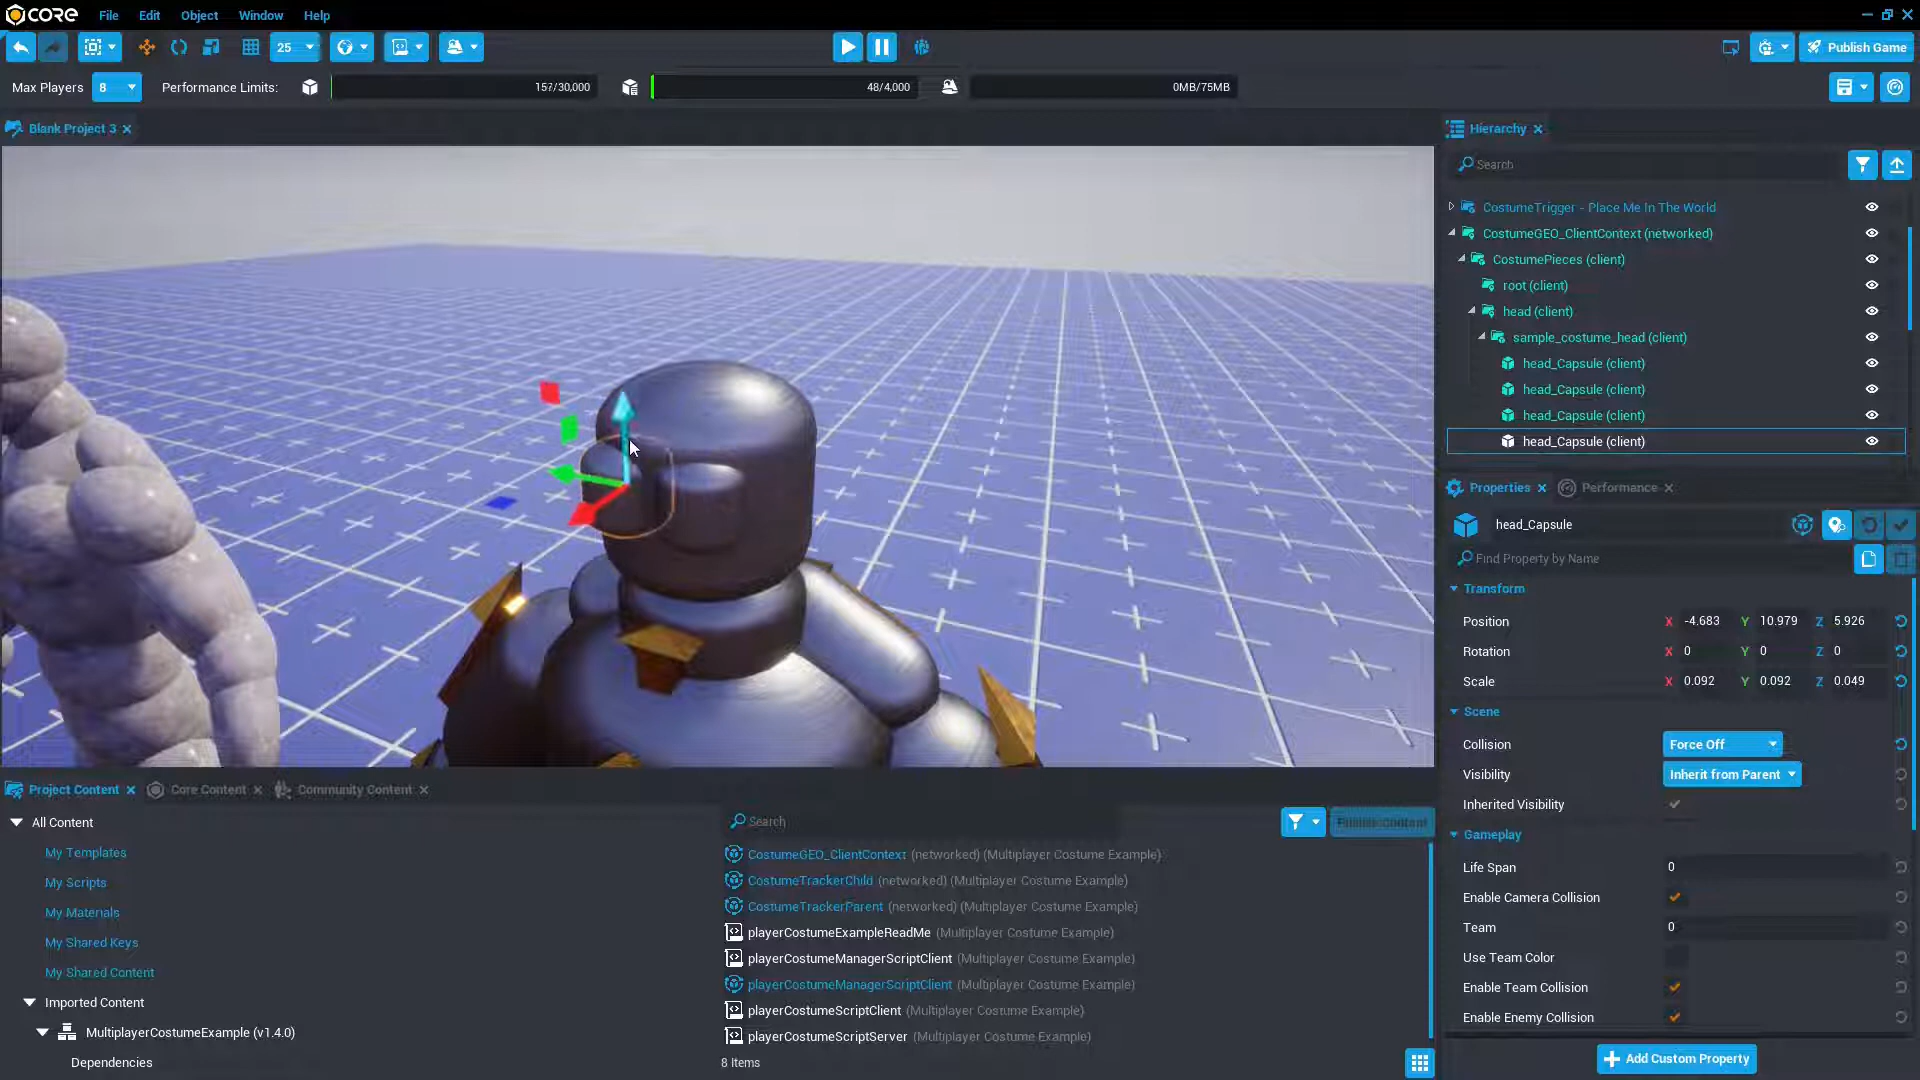 CORE File Edit Object Window Help
25
Publish Game
Max Players 8 Performance Limits: 157/30,000 48/4,000 0MB/75MB
Blank Project 3
Hierarchy
Search
CostumeTrigger - Place Me In The World
CostumeGEO_ClientContext (networked)
CostumePieces (client)
root (client)
head (client)
sample_costume_head (client)
head_Capsule (client)
head_Capsule (client)
head_Capsule (client)
head_Capsule (client)
Properties Performance
head_Capsule
Find Property by Name
Transform
Position X -4.683 Y 10.979 Z 5.926
Rotation X 0 Y 0 Z 0
Scale X 0.092 Y 0.092 Z 0.049
Scene
Collision Force Off
Visibility Inherit from Parent
Inherited Visibility
Gameplay
Life Span 0
Enable Camera Collision
Team 0
Use Team Color
Enable Team Collision
Enable Enemy Collision
Add Custom Property
Project Content Core Content Community Content
All Content
My Templates
My Scripts
My Materials
My Shared Keys
My Shared Content
Imported Content
MultiplayerCostumeExample (v1.4.0)
Dependencies
Search
Publish Content
CostumeGEO_ClientContext (networked) (Multiplayer Costume Example)
CostumeTrackerChild (networked) (Multiplayer Costume Example)
CostumeTrackerParent (networked) (Multiplayer Costume Example)
playerCostumeExampleReadMe (Multiplayer Costume Example)
playerCostumeManagerScriptClient (Multiplayer Costume Example)
playerCostumeManagerScriptClient (Multiplayer Costume Example)
playerCostumeScriptClient (Multiplayer Costume Example)
playerCostumeScriptServer (Multiplayer Costume Example)
8 Items